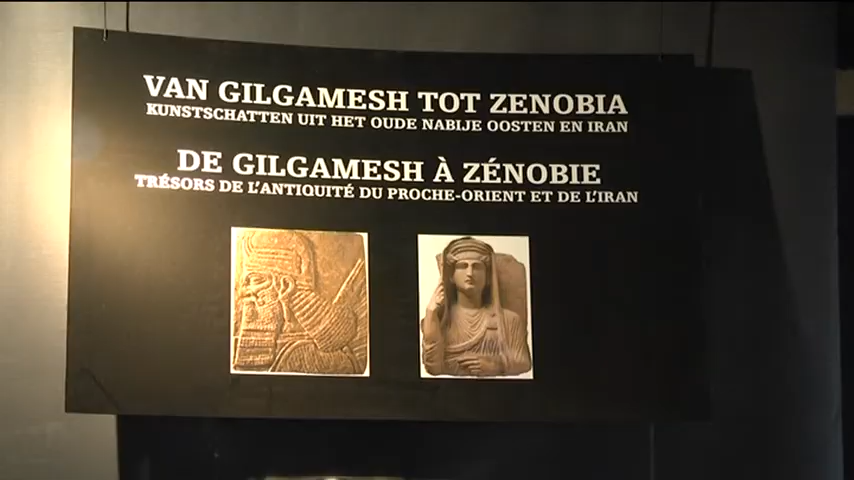 VAN GILGAMESH TOT ZENOBIA
KUNSTSCHATTEN UIT HET OUDE NABIJE OOSTEN EN IRAN
DE GILGAMESH À ZÉNOBIE
TRÉSORS DE L'ANTIQUITÉ DU PROCHE-ORIENT ET DE L'IRAN